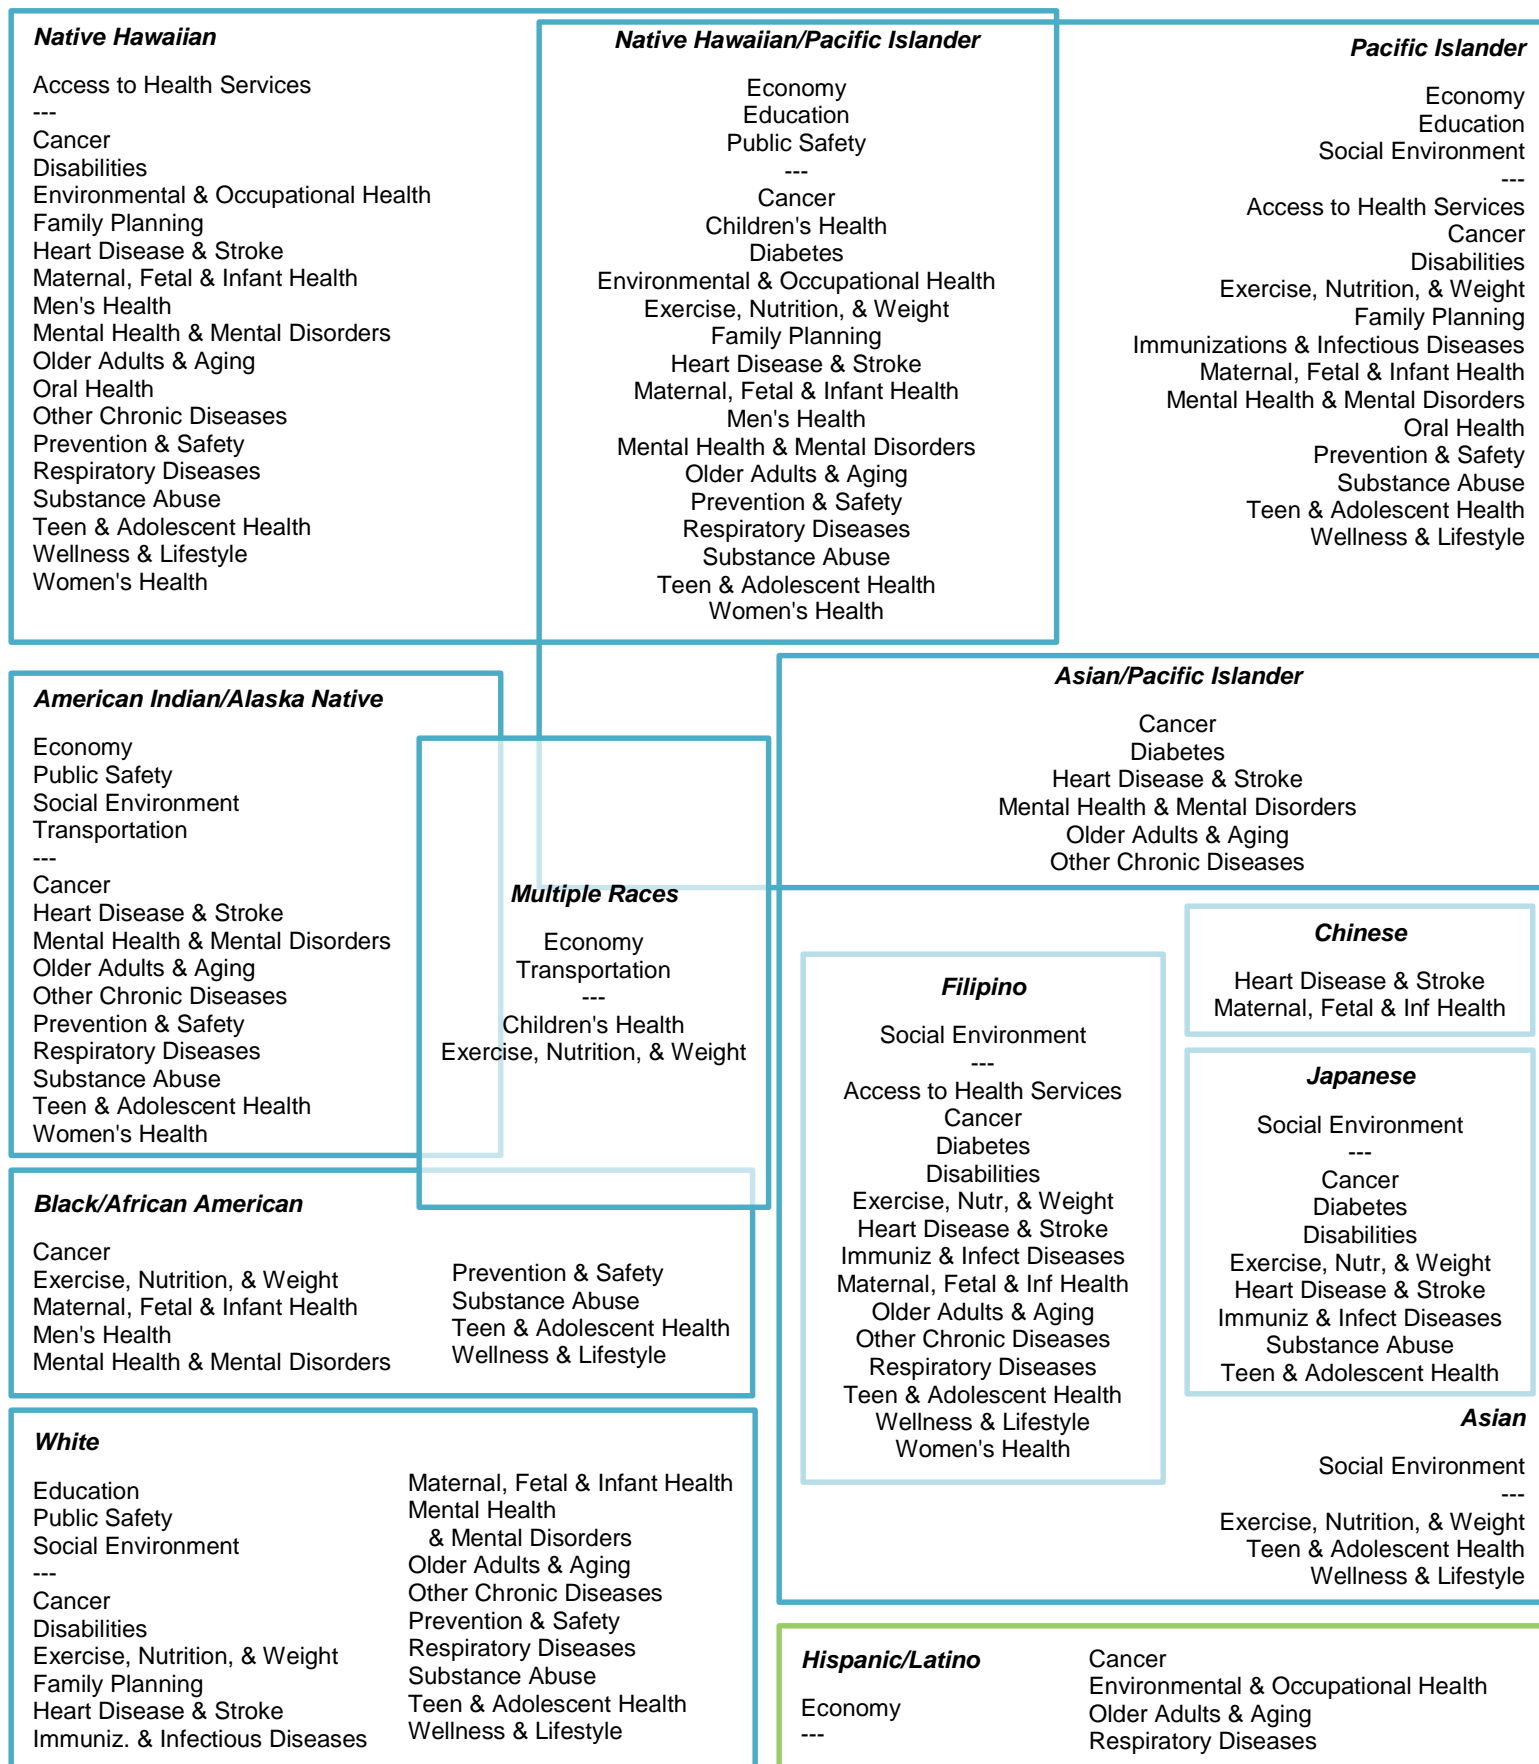 Native Hawaiian
Access to Health Services
---
Cancer
Disabilities
Environmental & Occupational Health
Family Planning
Heart Disease & Stroke
Maternal, Fetal & Infant Health
Men's Health
Mental Health & Mental Disorders
Older Adults & Aging
Oral Health
Other Chronic Diseases
Prevention & Safety
Respiratory Diseases
Substance Abuse
Teen & Adolescent Health
Wellness & Lifestyle
Women's Health
Native Hawaiian/Pacific Islander
Economy
Education
Public Safety
---
Cancer
Children's Health
Diabetes
Environmental & Occupational Health
Exercise, Nutrition, & Weight
Family Planning
Heart Disease & Stroke
Maternal, Fetal & Infant Health
Men's Health
Mental Health & Mental Disorders
Older Adults & Aging
Prevention & Safety
Respiratory Diseases
Substance Abuse
Teen & Adolescent Health
Women's Health
Pacific Islander
Economy
Education
Social Environment
---
Access to Health Services
Cancer
Disabilities
Exercise, Nutrition, & Weight
Family Planning
Immunizations & Infectious Diseases
Maternal, Fetal & Infant Health
Mental Health & Mental Disorders
Oral Health
Prevention & Safety
Substance Abuse
Teen & Adolescent Health
Wellness & Lifestyle
American Indian/Alaska Native
Economy
Public Safety
Social Environment
Transportation
---
Cancer
Heart Disease & Stroke
Mental Health & Mental Disorders
Older Adults & Aging
Other Chronic Diseases
Prevention & Safety
Respiratory Diseases
Substance Abuse
Teen & Adolescent Health
Women's Health
Multiple Races
Economy
Transportation
---
Children's Health
Exercise, Nutrition, & Weight
Asian/Pacific Islander
Cancer
Diabetes
Heart Disease & Stroke
Mental Health & Mental Disorders
Older Adults & Aging
Other Chronic Diseases
Filipino
Social Environment
---
Access to Health Services
Cancer
Diabetes
Disabilities
Exercise, Nutr, & Weight
Heart Disease & Stroke
Immuniz & Infect Diseases
Maternal, Fetal & Inf Health
Older Adults & Aging
Other Chronic Diseases
Respiratory Diseases
Teen & Adolescent Health
Wellness & Lifestyle
Women's Health
Chinese
Heart Disease & Stroke
Maternal, Fetal & Inf Health
Japanese
Social Environment
---
Cancer
Diabetes
Disabilities
Exercise, Nutr, & Weight
Heart Disease & Stroke
Immuniz & Infect Diseases
Substance Abuse
Teen & Adolescent Health
Asian
Social Environment
---
Exercise, Nutrition, & Weight
Teen & Adolescent Health
Wellness & Lifestyle
Black/African American
Cancer
Exercise, Nutrition, & Weight
Maternal, Fetal & Infant Health
Men's Health
Mental Health & Mental Disorders
Prevention & Safety
Substance Abuse
Teen & Adolescent Health
Wellness & Lifestyle
White
Education
Public Safety
Social Environment
---
Cancer
Disabilities
Exercise, Nutrition, & Weight
Family Planning
Heart Disease & Stroke
Immuniz. & Infectious Diseases
Maternal, Fetal & Infant Health
Mental Health
& Mental Disorders
Older Adults & Aging
Other Chronic Diseases
Prevention & Safety
Respiratory Diseases
Substance Abuse
Teen & Adolescent Health
Wellness & Lifestyle
Hispanic/Latino
Economy
---
Cancer
Environmental & Occupational Health
Older Adults & Aging
Respiratory Diseases